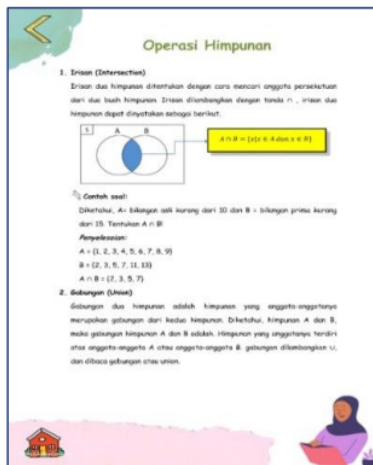 Operasi Himpunan
1. Irisan (Intersection)
Irisan dua himpunan ditentukan dengan cara mencari anggota persekutuan
dari dua buah himpunan. Irisan dilambangkan dengan tanda ∩ , irisan dua
himpunan dapat dinyatakan sebagai berikut.
S
A B
A ∩ B = {x|x ∈ A dan x ∈ B}
Contoh soal:
Diketahui, A= bilangan asli kurang dari 10 dan B = bilangan prima kurang
dari 15. Tentukan A ∩ B!
Penyelesaian:
A = {1, 2, 3, 4, 5, 6, 7, 8, 9}
B = {2, 3, 5, 7, 11, 13}
A ∩ B = {2, 3, 5, 7}
2. Gabungan (Union)
Gabungan dua himpunan adalah himpunan yang anggota-anggotanya
merupakan gabungan dari kedua himpunan. Diketahui, himpunan A dan B,
maka gabungan himpunan A dan B adalah. Himpunan yang anggotanya terdiri
atas anggota-anggota A atau anggota-anggota B. gabungan dilambangkan ∪,
dan dibaca gabungan atau union.